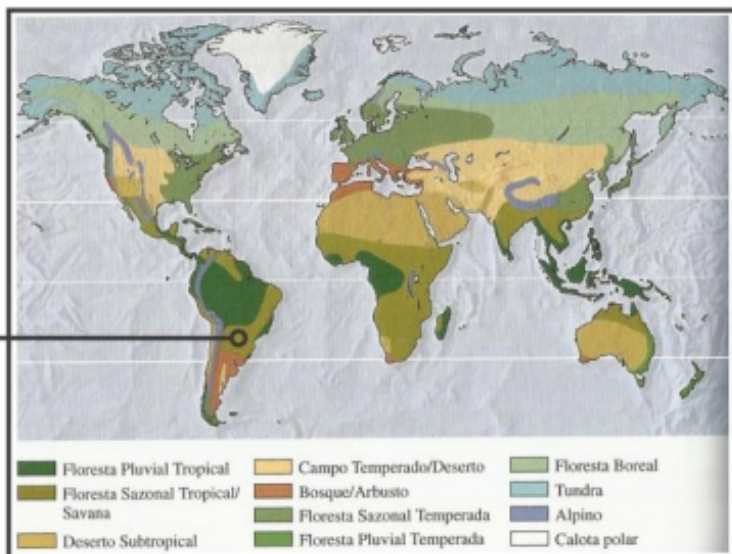 Floresta Pluvial Tropical
Floresta Sazonal Tropical/
Savana
Deserto Subtropical
Campo Temperado/Deserto
Bosque/Arbusto
Floresta Sazonal Temperada
Floresta Pluvial Temperada
Floresta Boreal
Tundra
Alpino
Calota polar